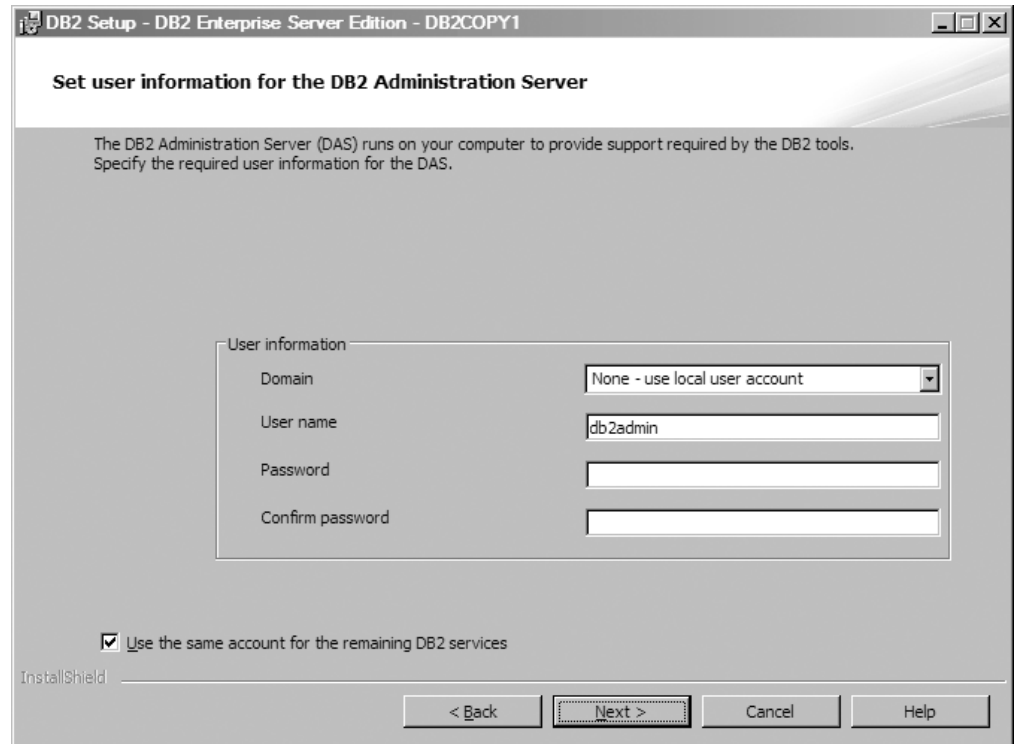 DB2 Setup - DB2 Enterprise Server Edition - DB2COPY1
Set user information for the DB2 Administration Server
The DB2 Administration Server (DAS) runs on your computer to provide support required by the DB2 tools.
Specify the required user information for the DAS.
User information
Domain
None - use local user account
User name
db2admin
Password
Confirm password
Use the same account for the remaining DB2 services
InstallShield
< Back
Next >
Cancel
Help